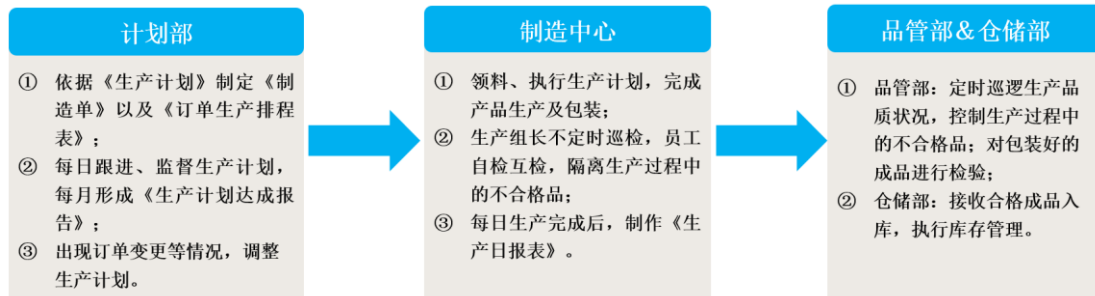 计划部
① 依据《生产计划》制定《制
造单》以及《订单生产排程
表》；
② 每日跟进、监督生产计划，
每月形成《生产计划达成报
告》；
③ 出现订单变更等情况，调整
生产计划。
制造中心
① 领料、执行生产计划，完成
产品生产及包装；
② 生产组长不定时巡检，员工
自检互检，隔离生产过程中
的不合格品；
③ 每日生产完成后，制作《生
产日报表》。
品管部&仓储部
① 品管部：定时巡逻生产品
质状况，控制生产过程中
的不合格品；对包装好的
成品进行检验；
② 仓储部：接收合格成品入
库，执行库存管理。